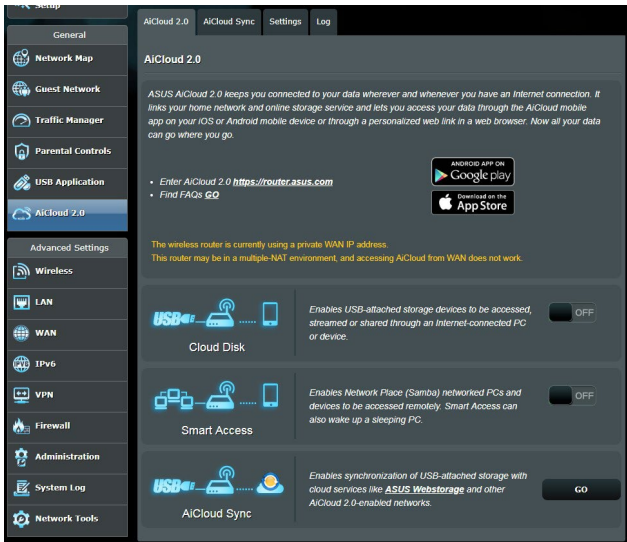 Setup
General
Network Map
Guest Network
Traffic Manager
Parental Controls
USB Application
AiCloud 2.0
Advanced Settings
Wireless
LAN
WAN
IPv6
VPN
Firewall
Administration
System Log
Network Tools
AiCloud 2.0 AiCloud Sync Settings Log
AiCloud 2.0
ASUS AiCloud 2.0 keeps you connected to your data wherever and whenever you have an Internet connection. It
links your home network and online storage service and lets you access your data through the AiCloud mobile
app on your iOS or Android mobile device or through a personalized web link in a web browser. Now all your data
can go where you go.
• Enter AiCloud 2.0 https://router.asus.com
• Find FAQs GO
ANDROID APP ON
Google play
Download on the
App Store
The wireless router is currently using a private WAN IP address.
This router may be in a multiple-NAT environment, and accessing AiCloud from WAN does not work.
USB
Cloud Disk
Enables USB-attached storage devices to be accessed,
streamed or shared through an Internet-connected PC
or device.
OFF
Smart Access
Enables Network Place (Samba) networked PCs and
devices to be accessed remotely. Smart Access can
also wake up a sleeping PC.
OFF
USB
AiCloud Sync
Enables synchronization of USB-attached storage with
cloud services like ASUS Webstorage and other
AiCloud 2.0-enabled networks.
GO